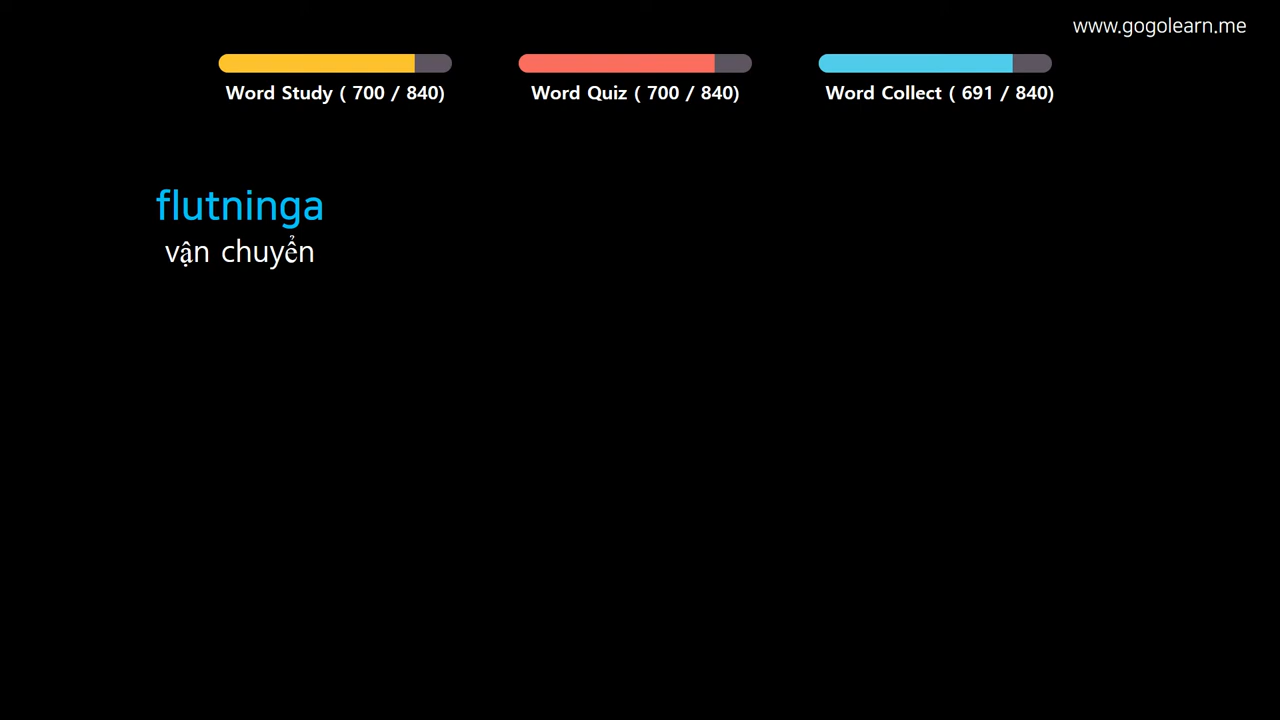 www.gogolearn.me
Word Study ( 700 / 840)
Word Quiz ( 700 / 840)
Word Collect ( 691 / 840)
flutninga
vận chuyển